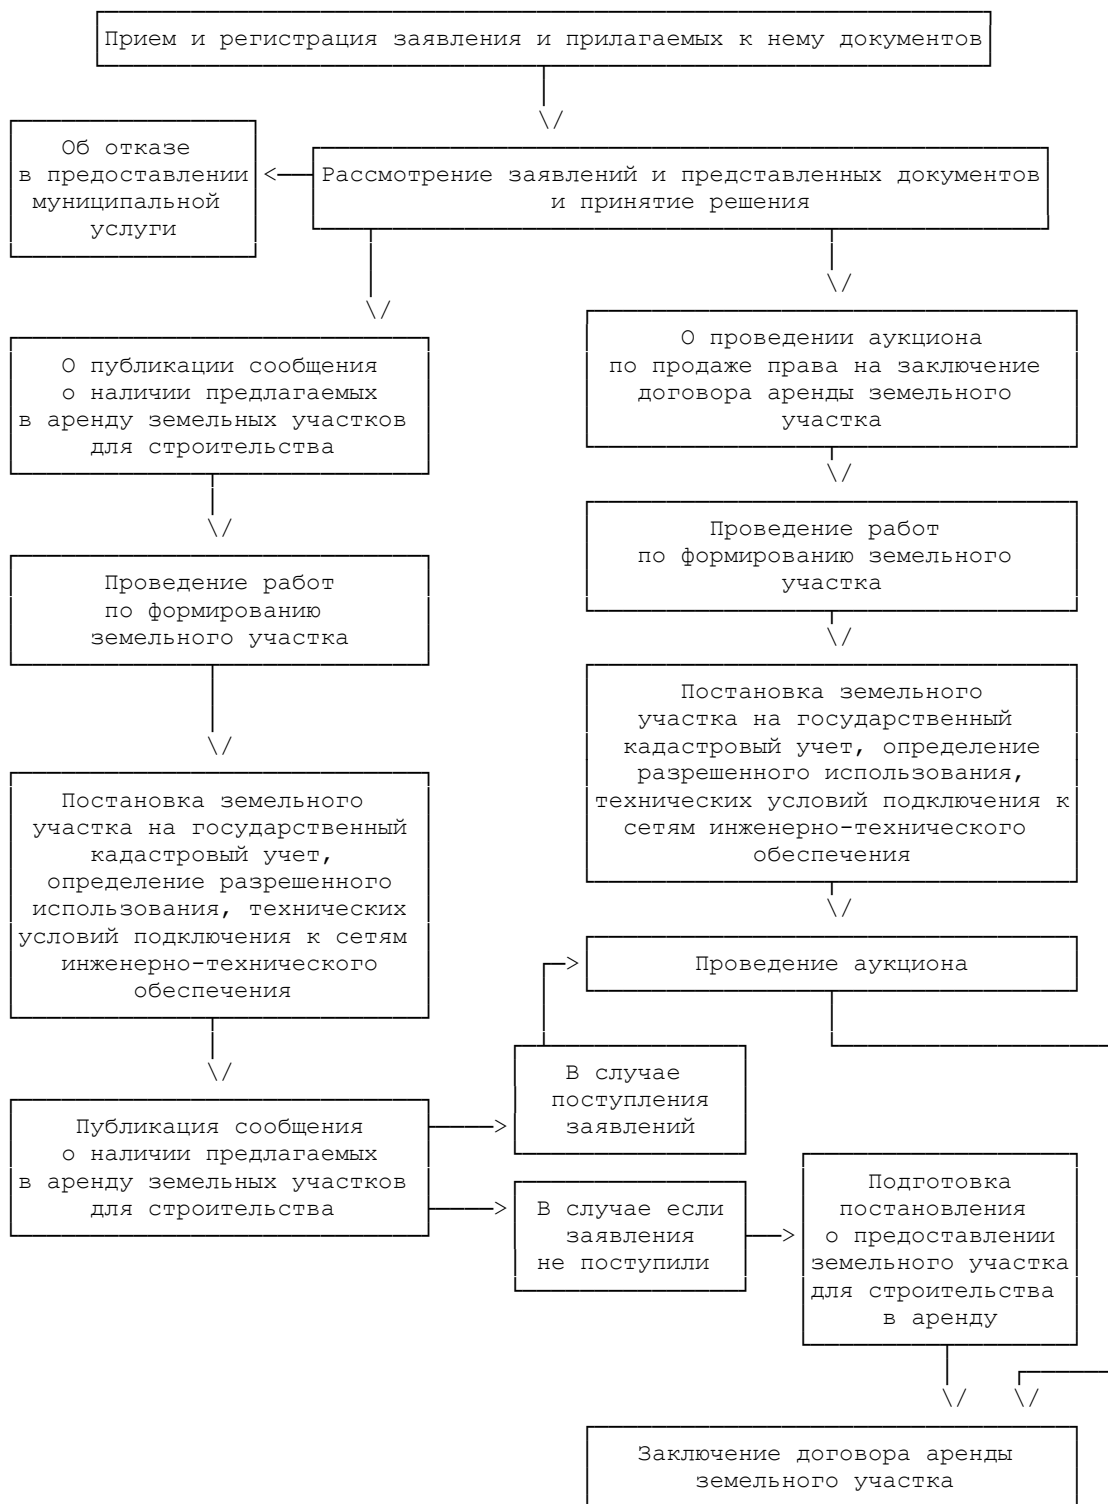 Прием и регистрация заявления и прилагаемых к нему документов
Об отказе
в предоставлении
муниципальной
услуги
Рассмотрение заявлений и представленных документов
и принятие решения
О публикации сообщения
о наличии предлагаемых
в аренду земельных участков
для строительства
О проведении аукциона
по продаже права на заключение
договора аренды земельного
участка
Проведение работ
по формированию
земельного участка
Проведение работ
по формированию земельного
участка
Постановка земельного
участка на государственный
кадастровый учет,
определение разрешенного
использования, технических
условий подключения к сетям
инженерно-технического
обеспечения
Постановка земельного
участка на государственный
кадастровый учет, определение
разрешенного использования,
технических условий подключения к
сетям инженерно-технического
обеспечения
Проведение аукциона
Публикация сообщения
о наличии предлагаемых
в аренду земельных участков
для строительства
В случае
поступления
заявлений
В случае если
заявления
не поступили
Подготовка
постановления
о предоставлении
земельного участка
для строительства
в аренду
Заключение договора аренды
земельного участка